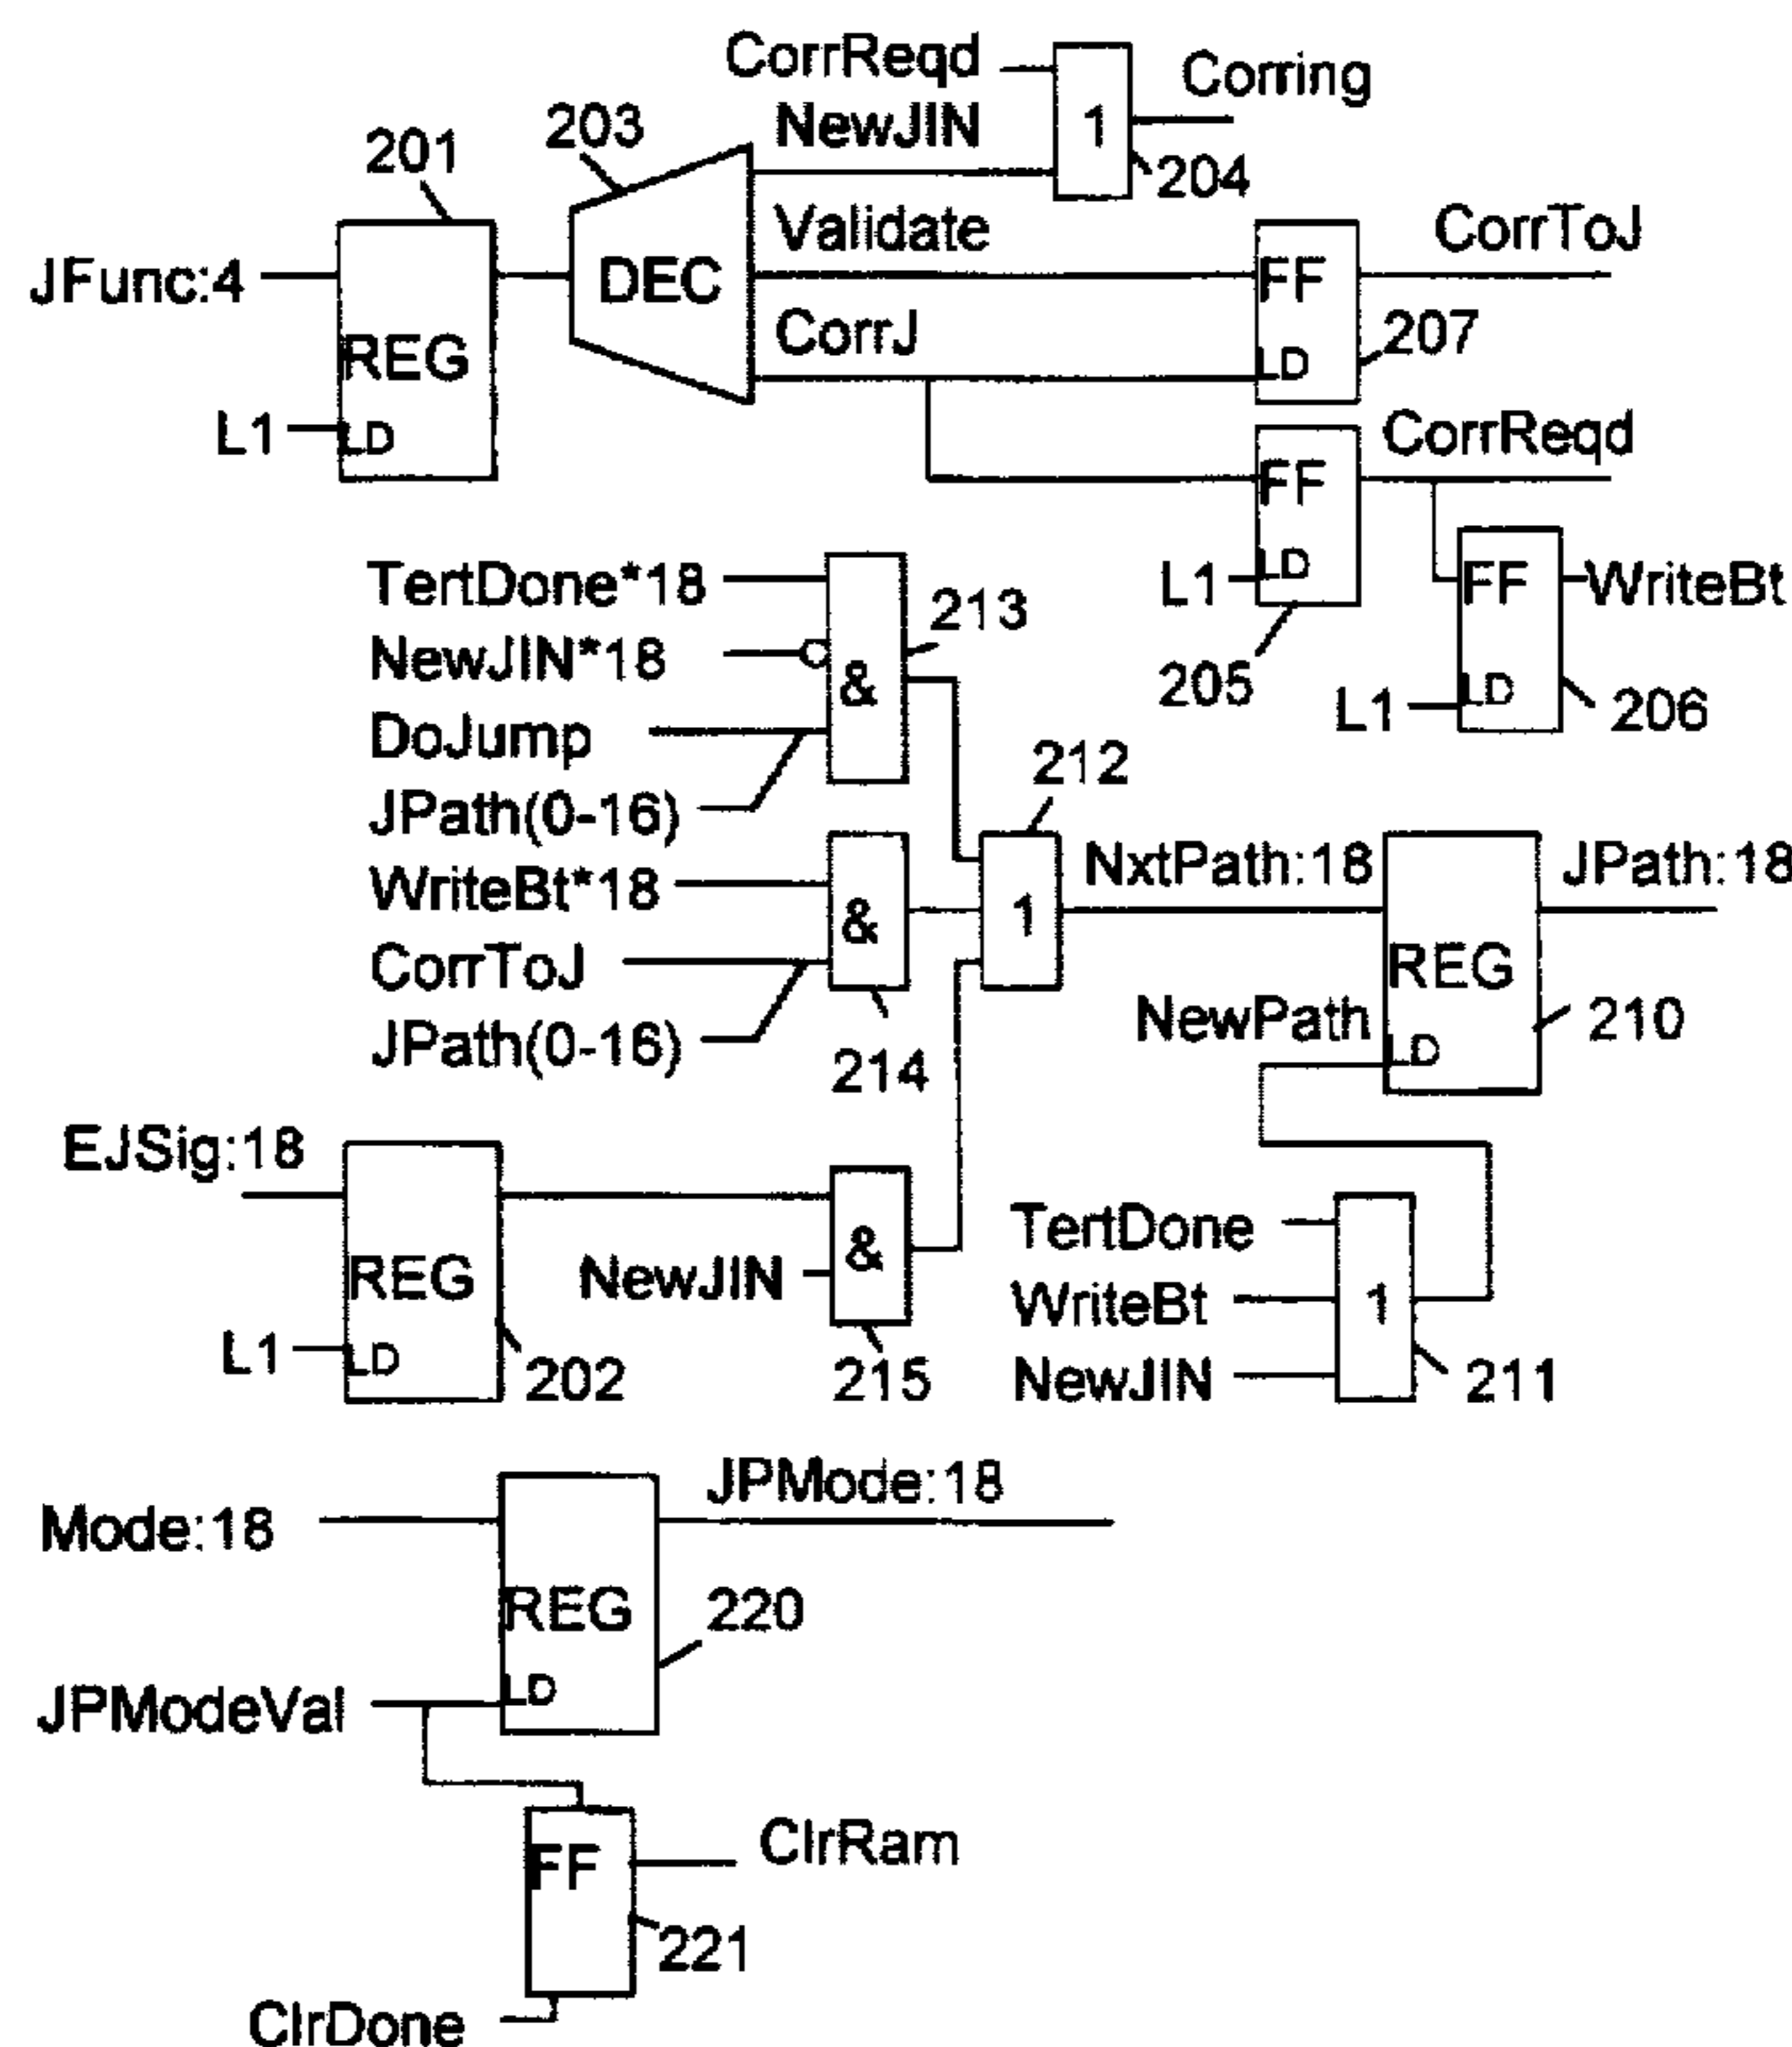 CorrReqd
Corring
NewJIN
1
203
201
204
Validate
CorrToJ
DEC
FF
JFunc:4
CorrJ
207
REG
LD
CorrReqd
L1
LD
FF
TertDone*18
213
LD
L1
FF
WriteBt
NewJIN*18
&
205
LD
L1
206
DoJump
212
JPath(0-16)
WriteBt*18
NxtPath:18
JPath:18
&
1
CorrToJ
REG
NewPath
210
JPath(0-16)
214
LD
EJSig:18
TertDone
REG
NewJIN
&
WriteBt
1
L1
LD
202
215
NewJIN
211
JPMode:18
Mode:18
REG
220
LD
JPModeVal
FF
ClrRam
221
ClrDone